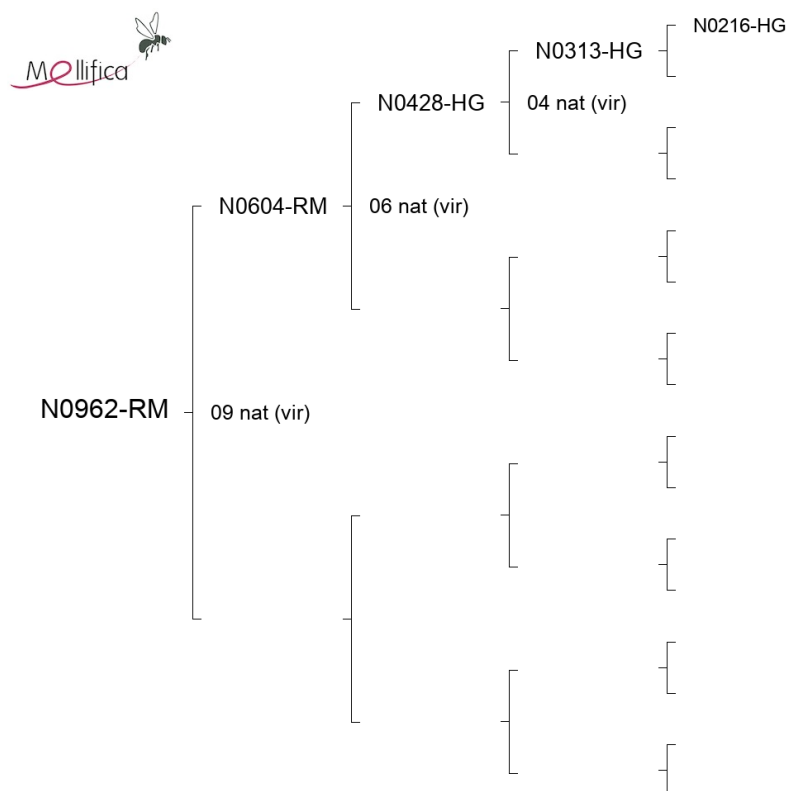 Mellifica
N0216-HG
N0313-HG
N0428-HG
04 nat (vir)
N0604-RM
06 nat (vir)
N0962-RM
09 nat (vir)